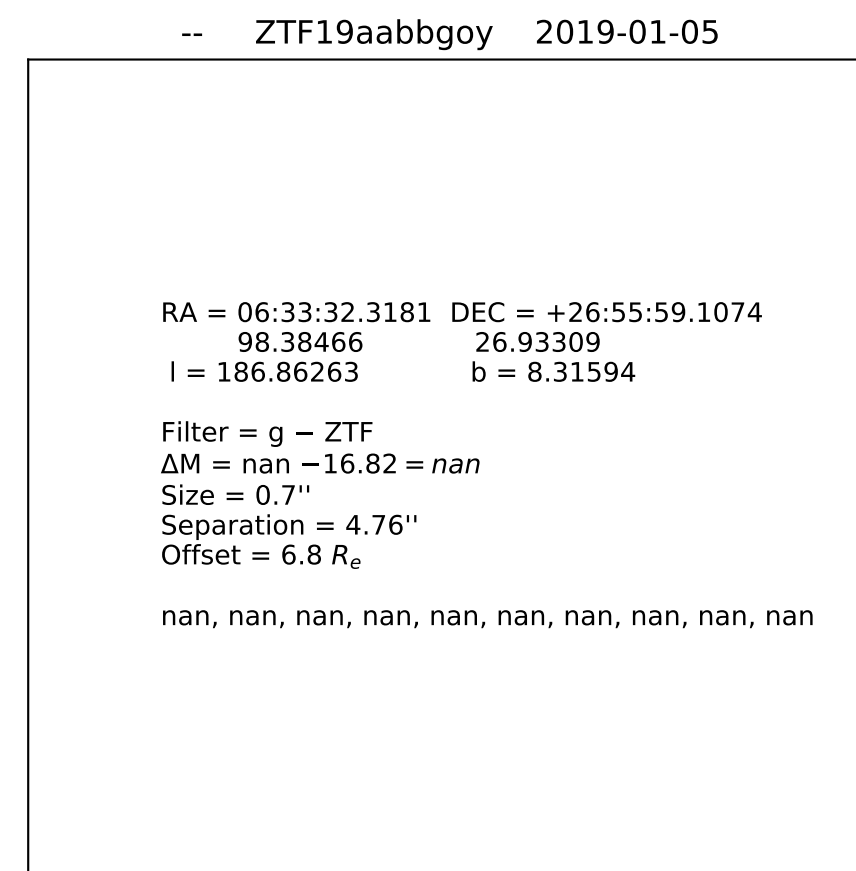 -- ZTF19aabbgoy 2019-01-05
RA = 06:33:32.3181 DEC = +26:55:59.1074
98.38466 26.93309
l = 186.86263 b = 8.31594
Filter = g − ZTF
ΔM = nan −16.82 = nan
Size = 0.7''
Separation = 4.76''
Offset = 6.8 Rₑ
nan, nan, nan, nan, nan, nan, nan, nan, nan, nan